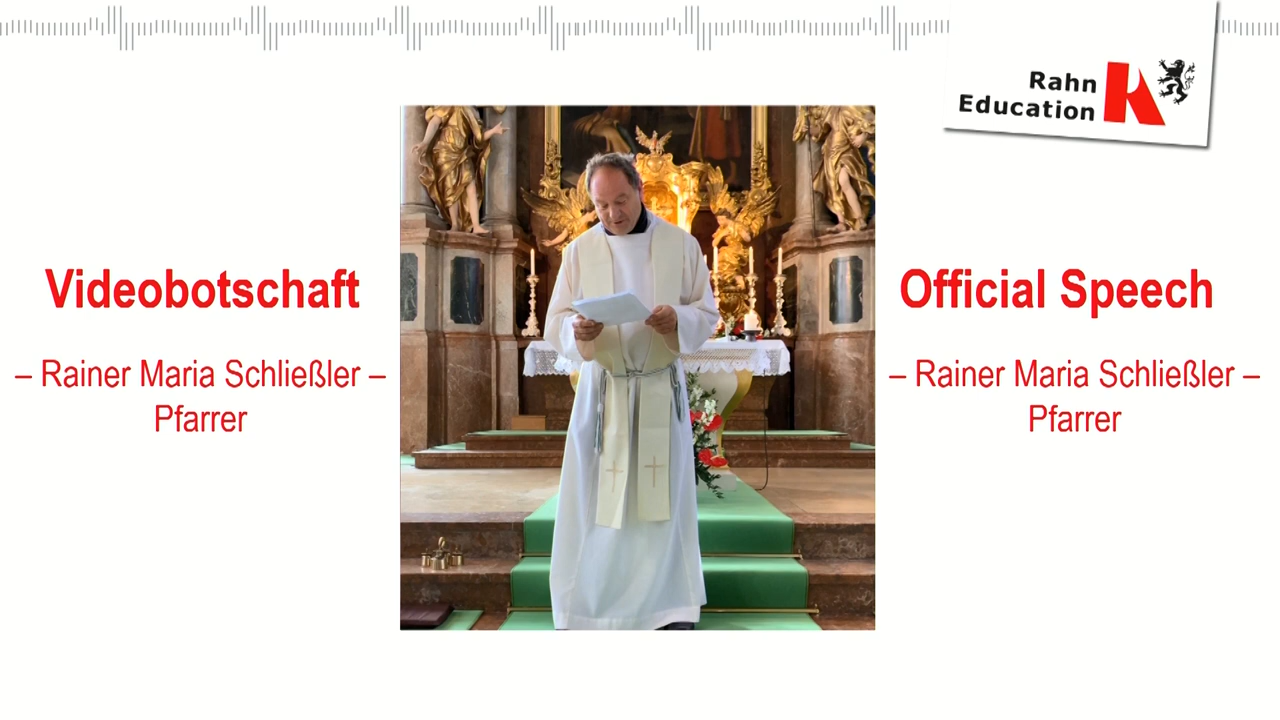 Rahn
Education
Videobotschaft
– Rainer Maria Schließler –
Pfarrer
Official Speech
– Rainer Maria Schließler –
Pfarrer